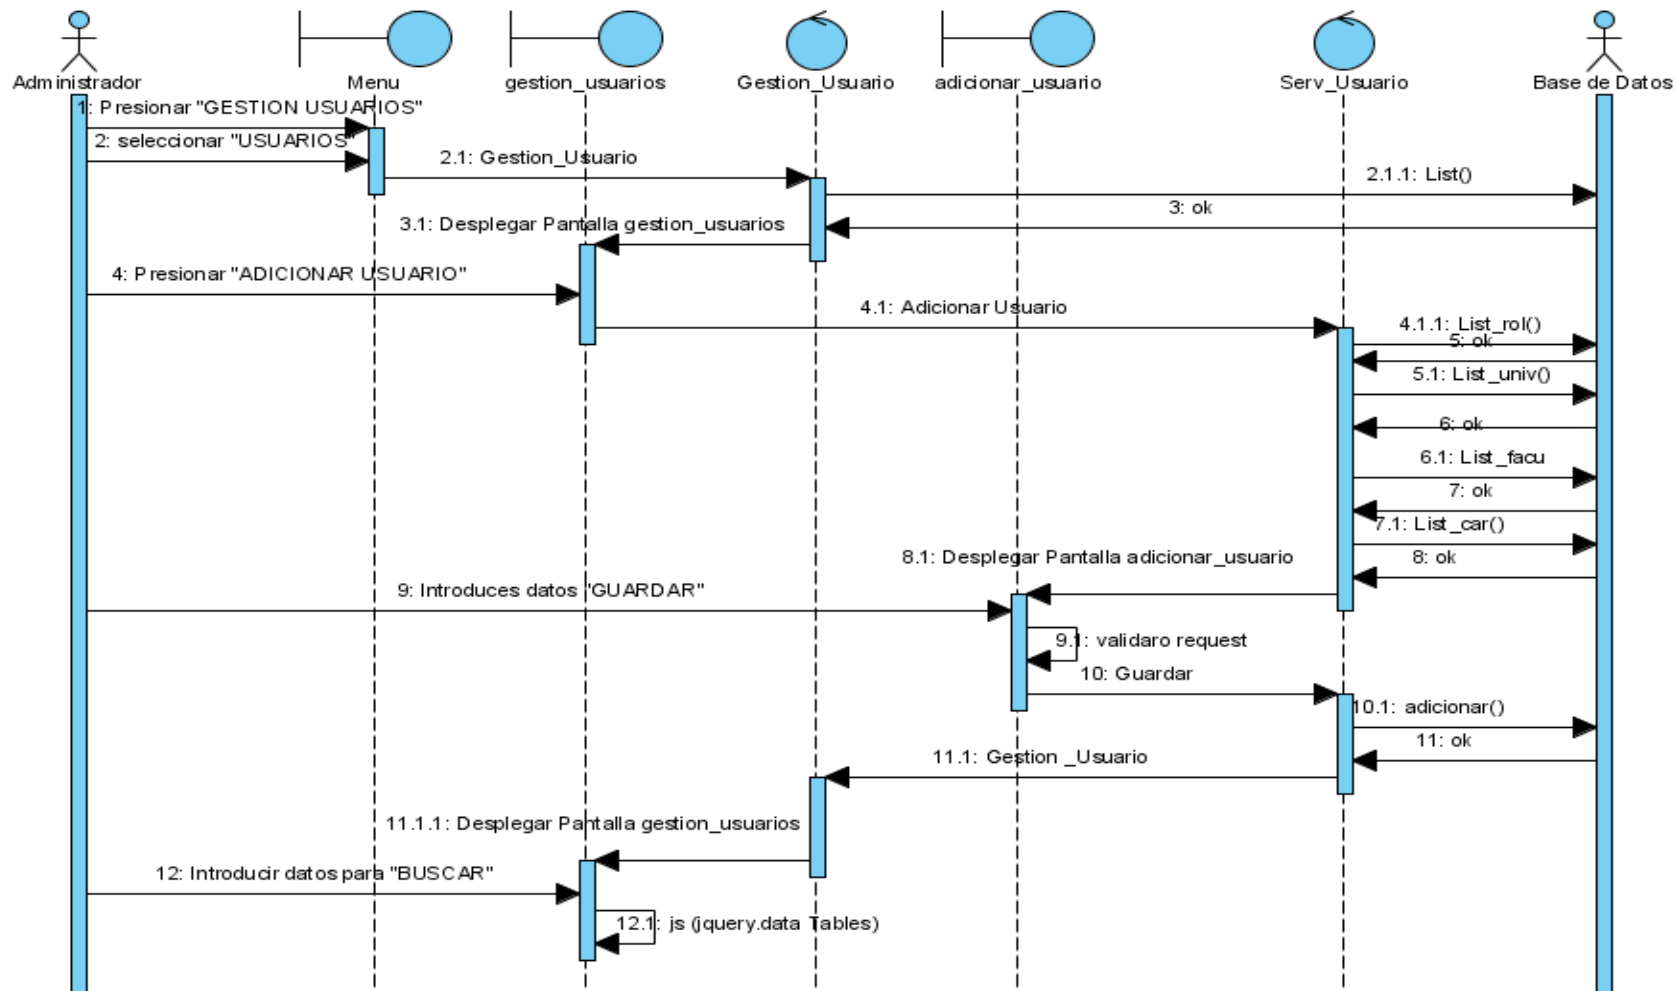 Administrador
Menu
gestion_usuarios
Gestion_Usuario
adicionar_usuario
Serv_Usuario
Base de Datos
1: Presionar "GESTION USUARIOS"
2: seleccionar "USUARIOS"
2.1: Gestion_Usuario
2.1.1: List()
3: ok
3.1: Desplegar Pantalla gestion_usuarios
4: Presionar "ADICIONAR USUARIO"
4.1: Adicionar Usuario
4.1.1: List_rol()
5: ok
5.1: List_univ()
6: ok
6.1: List_facu
7: ok
7.1: List_car()
8: ok
8.1: Desplegar Pantalla adicionar_usuario
9: Introduces datos "GUARDAR"
9.1: validaro request
10: Guardar
10.1: adicionar()
11: ok
11.1: Gestion _Usuario
11.1.1: Desplegar Pantalla gestion_usuarios
12: Introducir datos para "BUSCAR"
12.1: js (jquery.data Tables)